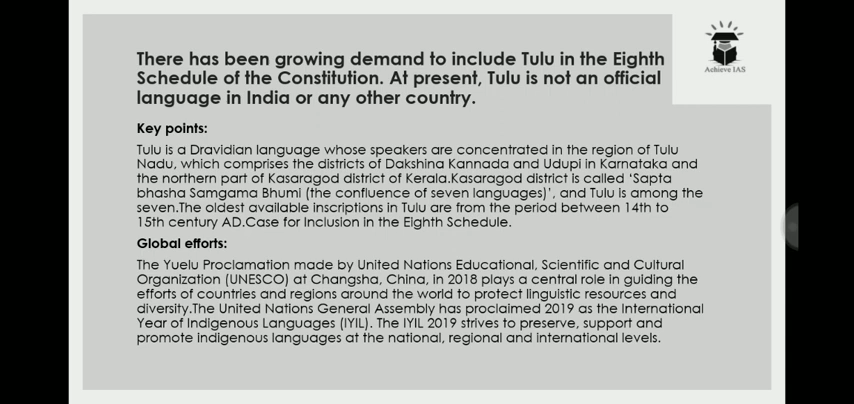 There has been growing demand to include Tulu in the Eighth
Schedule of the Constitution. At present, Tulu is not an official
language in India or any other country.
Achieve IAS
Key points:
Tulu is a Dravidian language whose speakers are concentrated in the region of Tulu
Nadu, which comprises the districts of Dakshina Kannada and Udupi in Karnataka and
the northern part of Kasaragod district of Kerala.Kasaragod district is called ‘Sapta
bhasha Samgama Bhumi (the confluence of seven languages)’, and Tulu is among the
seven.The oldest available inscriptions in Tulu are from the period between 14th to
15th century AD.Case for Inclusion in the Eighth Schedule.
Global efforts:
The Yuelu Proclamation made by United Nations Educational, Scientific and Cultural
Organization (UNESCO) at Changsha, China, in 2018 plays a central role in guiding the
efforts of countries and regions around the world to protect linguistic resources and
diversity.The United Nations General Assembly has proclaimed 2019 as the International
Year of Indigenous Languages (IYIL). The IYIL 2019 strives to preserve, support and
promote indigenous languages at the national, regional and international levels.